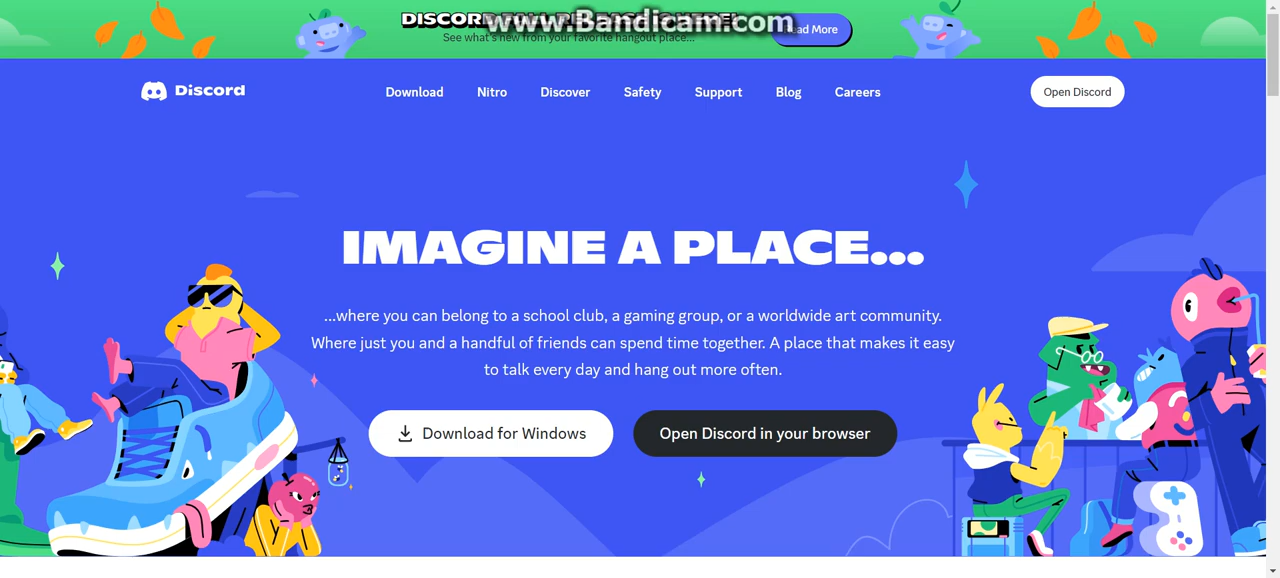 DISCORD
www.Bandicam.com
See what's new from your favorite hangout place...
Read More
Discord
Download
Nitro
Discover
Safety
Support
Blog
Careers
Open Discord
IMAGINE A PLACE...
...where you can belong to a school club, a gaming group, or a worldwide art community.
Where just you and a handful of friends can spend time together. A place that makes it easy
to talk every day and hang out more often.
Download for Windows
Open Discord in your browser